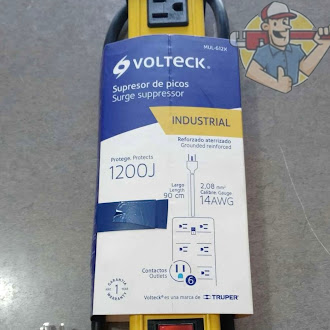 MUL-612H
VOLTECK®
Supresor de picos
Surge suppressor
INDUSTRIAL
Reforzado aterrizado
Grounded reinforced
Protege, Protects
1200J
Largo
Length
90 cm
2,08 mm²
Calibre, Gauge
14AWG
Contactos
Outlets
6
GARANTÍA
1
AÑO YEAR
WARRANTY
Volteck® es una marca de TRUPER®